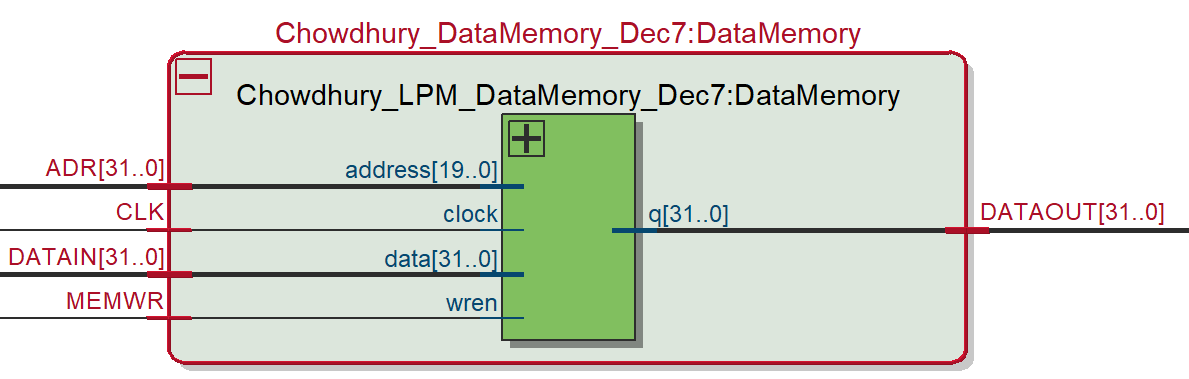 Chowdhury_DataMemory_Dec7:DataMemory
Chowdhury_LPM_DataMemory_Dec7:DataMemory
ADR[31..0]
address[19..0]
CLK
clock
q[31..0]
DATAOUT[31..0]
DATAIN[31..0]
data[31..0]
MEMWR
wren